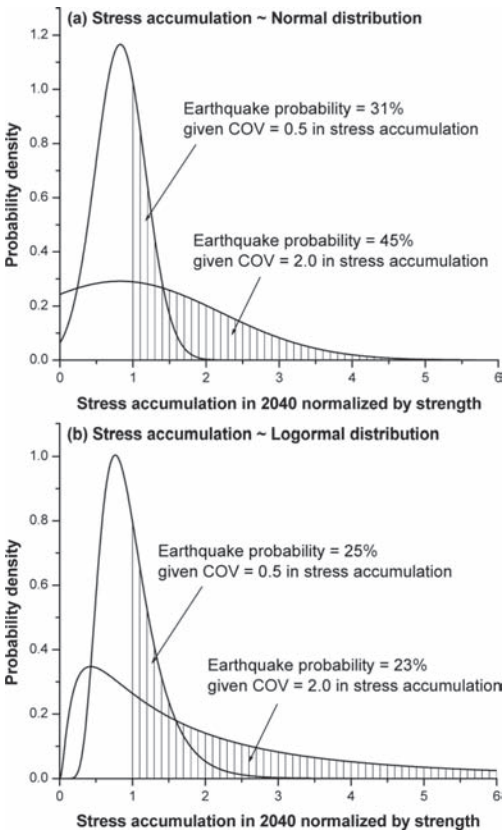 (a) Stress accumulation ~ Normal distribution
1.2
1.0
0.8
0.6
0.4
0.2
0.0
Probability density
Earthquake probability = 31%
given COV = 0.5 in stress accumulation
Earthquake probability = 45%
given COV = 2.0 in stress accumulation
0 1 2 3 4 5 6
Stress accumulation in 2040 normalized by strength
(b) Stress accumulation ~ Logormal distribution
1.0
0.8
0.6
0.4
0.2
0.0
Probability density
Earthquake probability = 25%
given COV = 0.5 in stress accumulation
Earthquake probability = 23%
given COV = 2.0 in stress accumulation
0 1 2 3 4 5 6
Stress accumulation in 2040 normalized by strength